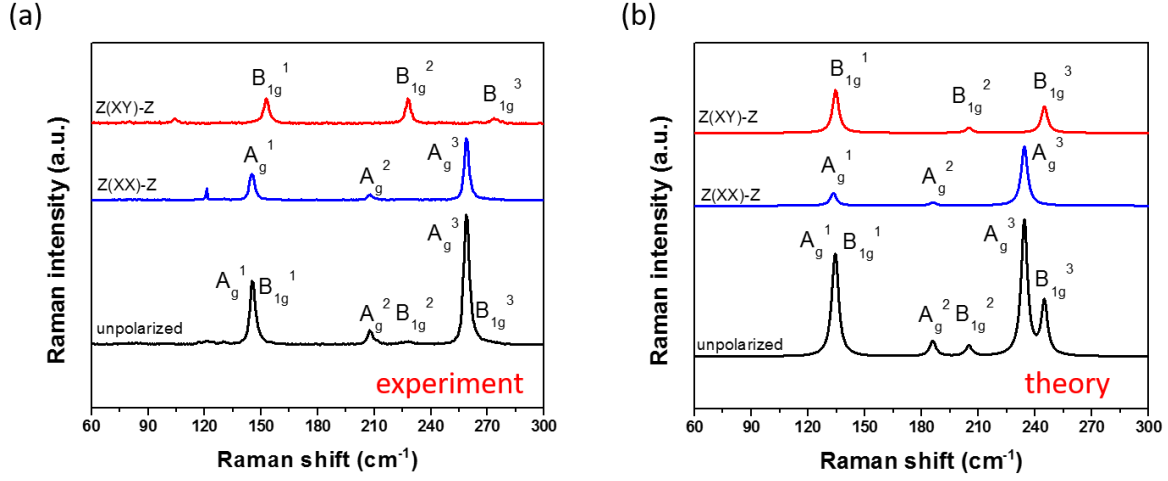 (a)
Raman intensity (a.u.)
Z(XY)-Z
B1g1
B1g2
B1g3
Z(XX)-Z
Ag1
Ag2
Ag3
unpolarized
Ag1
B1g1
Ag2
B1g2
Ag3
B1g3
experiment
60 90 120 150 180 210 240 270 300
Raman shift (cm-1)
(b)
Raman intensity (a.u.)
Z(XY)-Z
B1g1
B1g2
B1g3
Z(XX)-Z
Ag1
Ag2
Ag3
unpolarized
Ag1
B1g1
Ag2
B1g2
Ag3
B1g3
theory
60 90 120 150 180 210 240 270 300
Raman shift (cm-1)